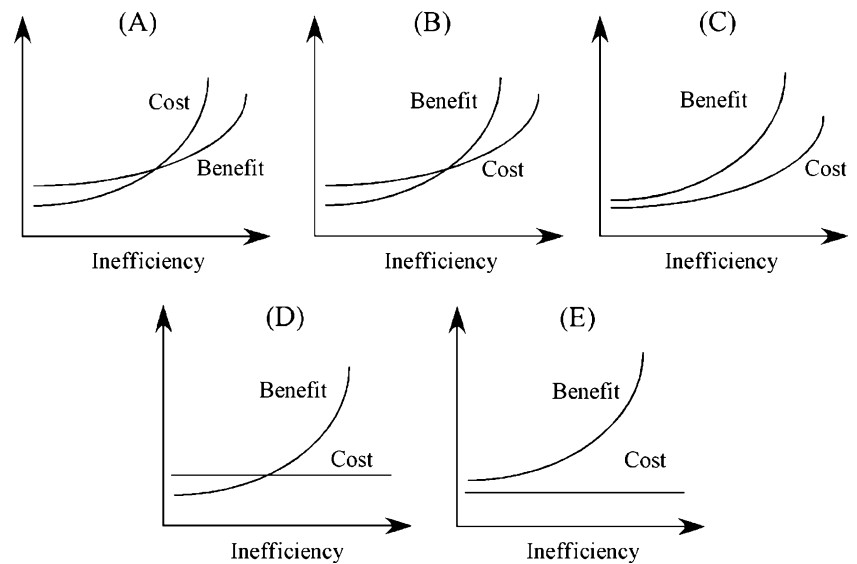 (A)
Cost
Benefit
Inefficiency
(B)
Benefit
Cost
Inefficiency
(C)
Benefit
Cost
Inefficiency
(D)
Benefit
Cost
Inefficiency
(E)
Benefit
Cost
Inefficiency